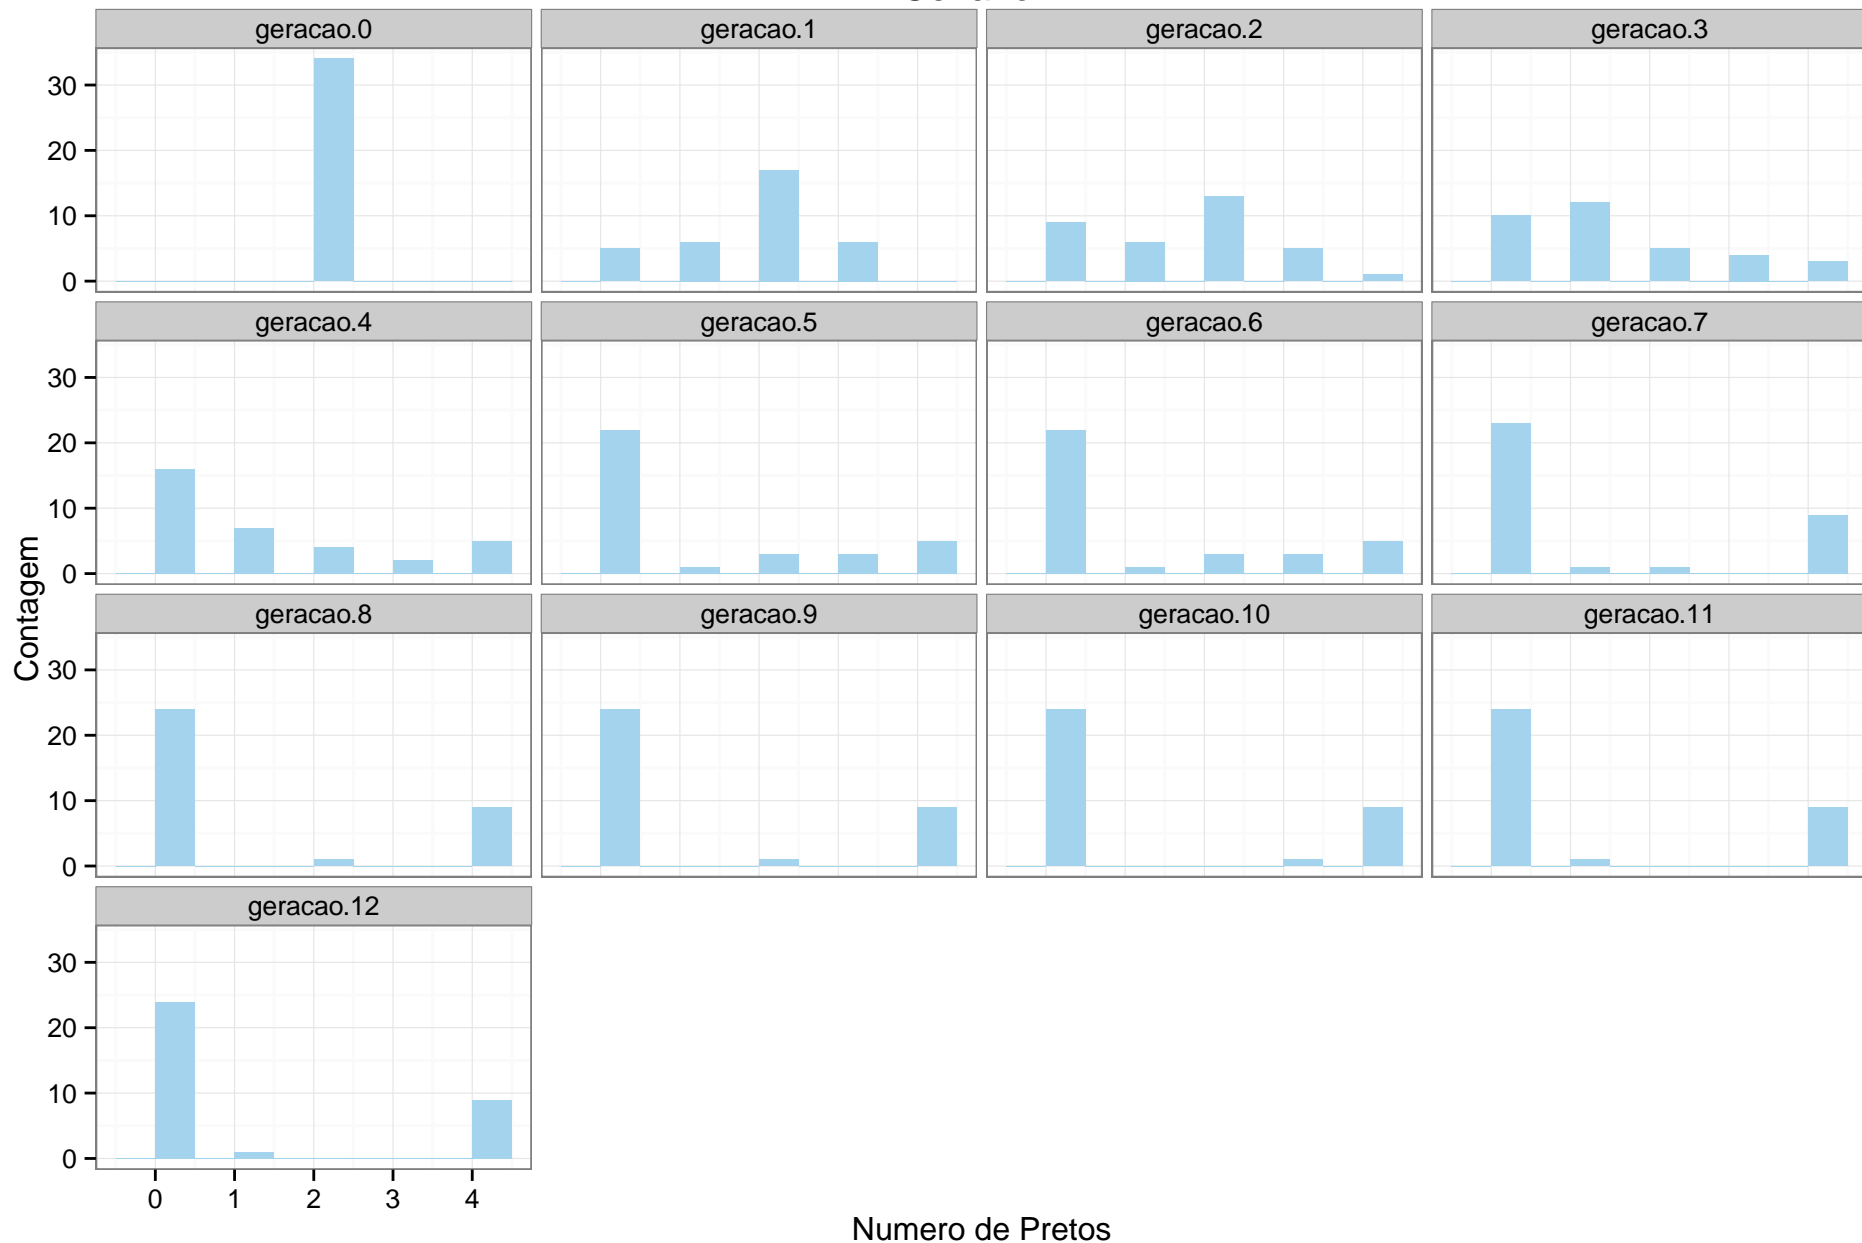 geracao.0 geracao.1 geracao.2 geracao.3
30
20
10
0
geracao.4 geracao.5 geracao.6 geracao.7
30
20
10
0
Contagem
geracao.8 geracao.9 geracao.10 geracao.11
30
20
10
0
geracao.12
30
20
10
0
0 1 2 3 4
Numero de Pretos